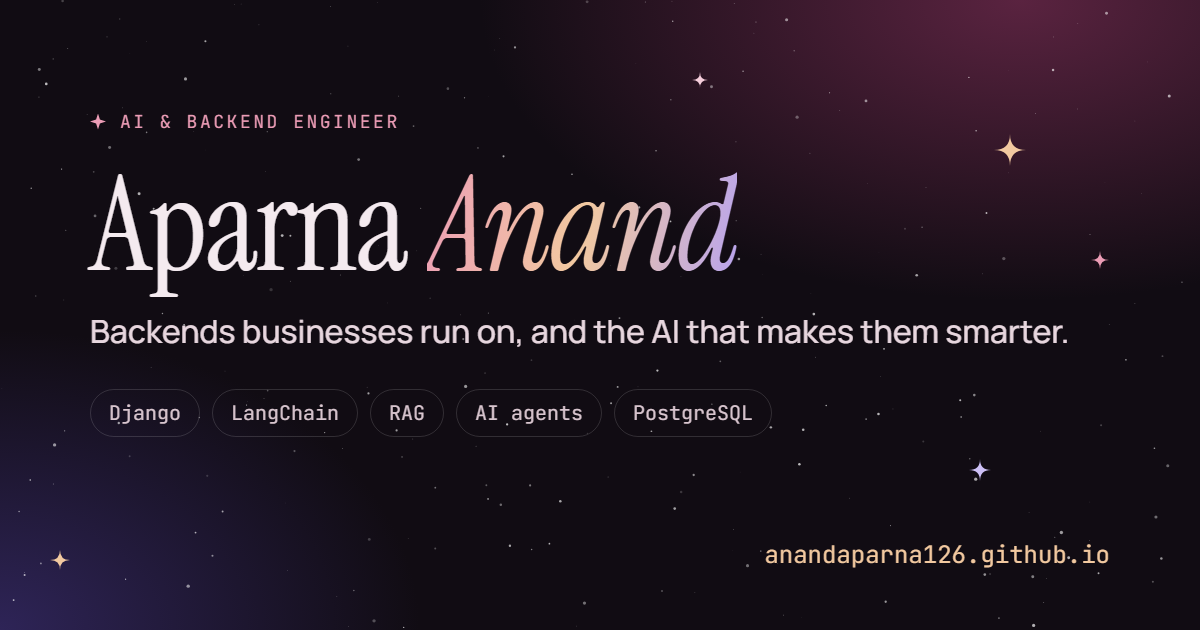 AI & BACKEND ENGINEER
Aparna Anand
Backends businesses run on, and the AI that makes them smarter.
Django LangChain RAG AI agents PostgreSQL
anandaparna126.github.io